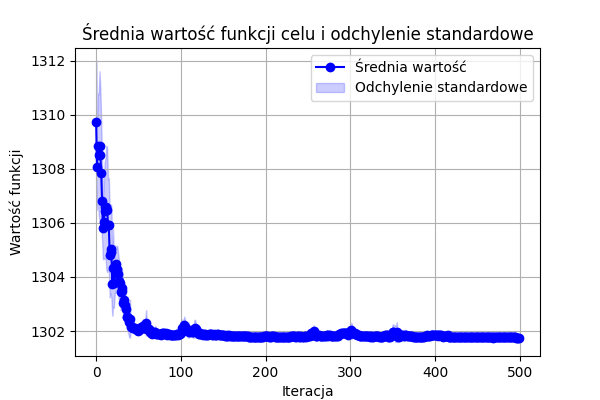 Średnia wartość funkcji celu i odchylenie standardowe
1312
1310
1308
1306
1304
1302
Wartość funkcji
Średnia wartość
Odchylenie standardowe
0
100
200
300
400
500
Iteracja